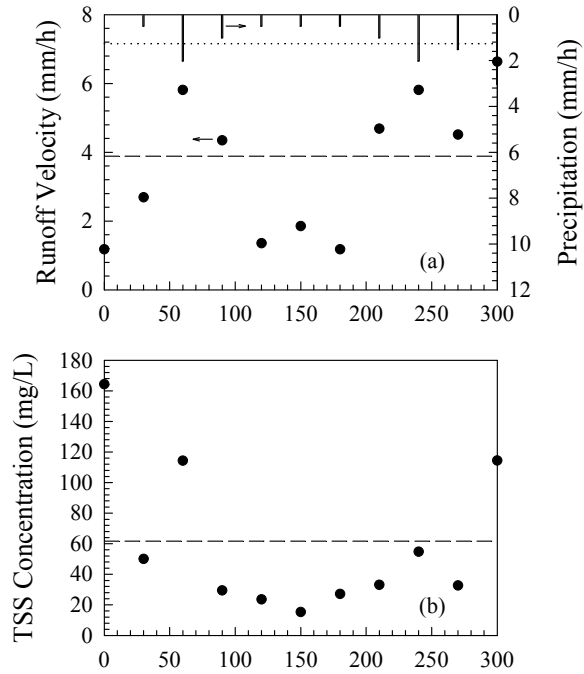 8 0
6 2
4
4 6
8
2
10
(a)
0 12
0 50 100 150 200 250 300
Runoff Velocity (mm/h)
Precipitation (mm/h)
180
160
140
120
100
80
60
40
20
(b)
0
0 50 100 150 200 250 300
TSS Concentration (mg/L)